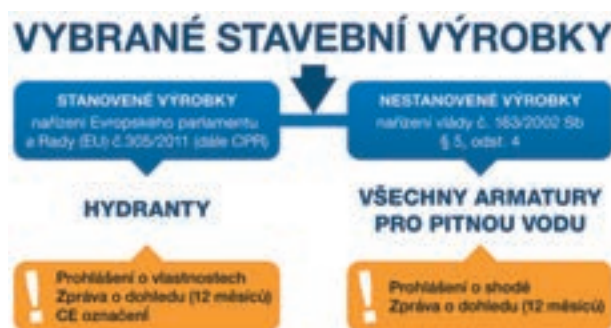 VYBRANÉ STAVEBNÍ VÝROBKY
STANOVENÉ VÝROBKY
nařízení Evropského parlamentu
a Rady (EU) č.305/2011 (dále CPR)
NESTANOVENÉ VÝROBKY
nařízení vlády č. 163/2002 Sb
§ 5, odst. 4
HYDRANTY
VŠECHNY ARMATURY
PRO PITNOU VODU
! Prohlášení o vlastnostech
Zpráva o dohledu (12 měsíců)
CE označení
! Prohlášení o shodě
Zpráva o dohledu (12 měsíců)